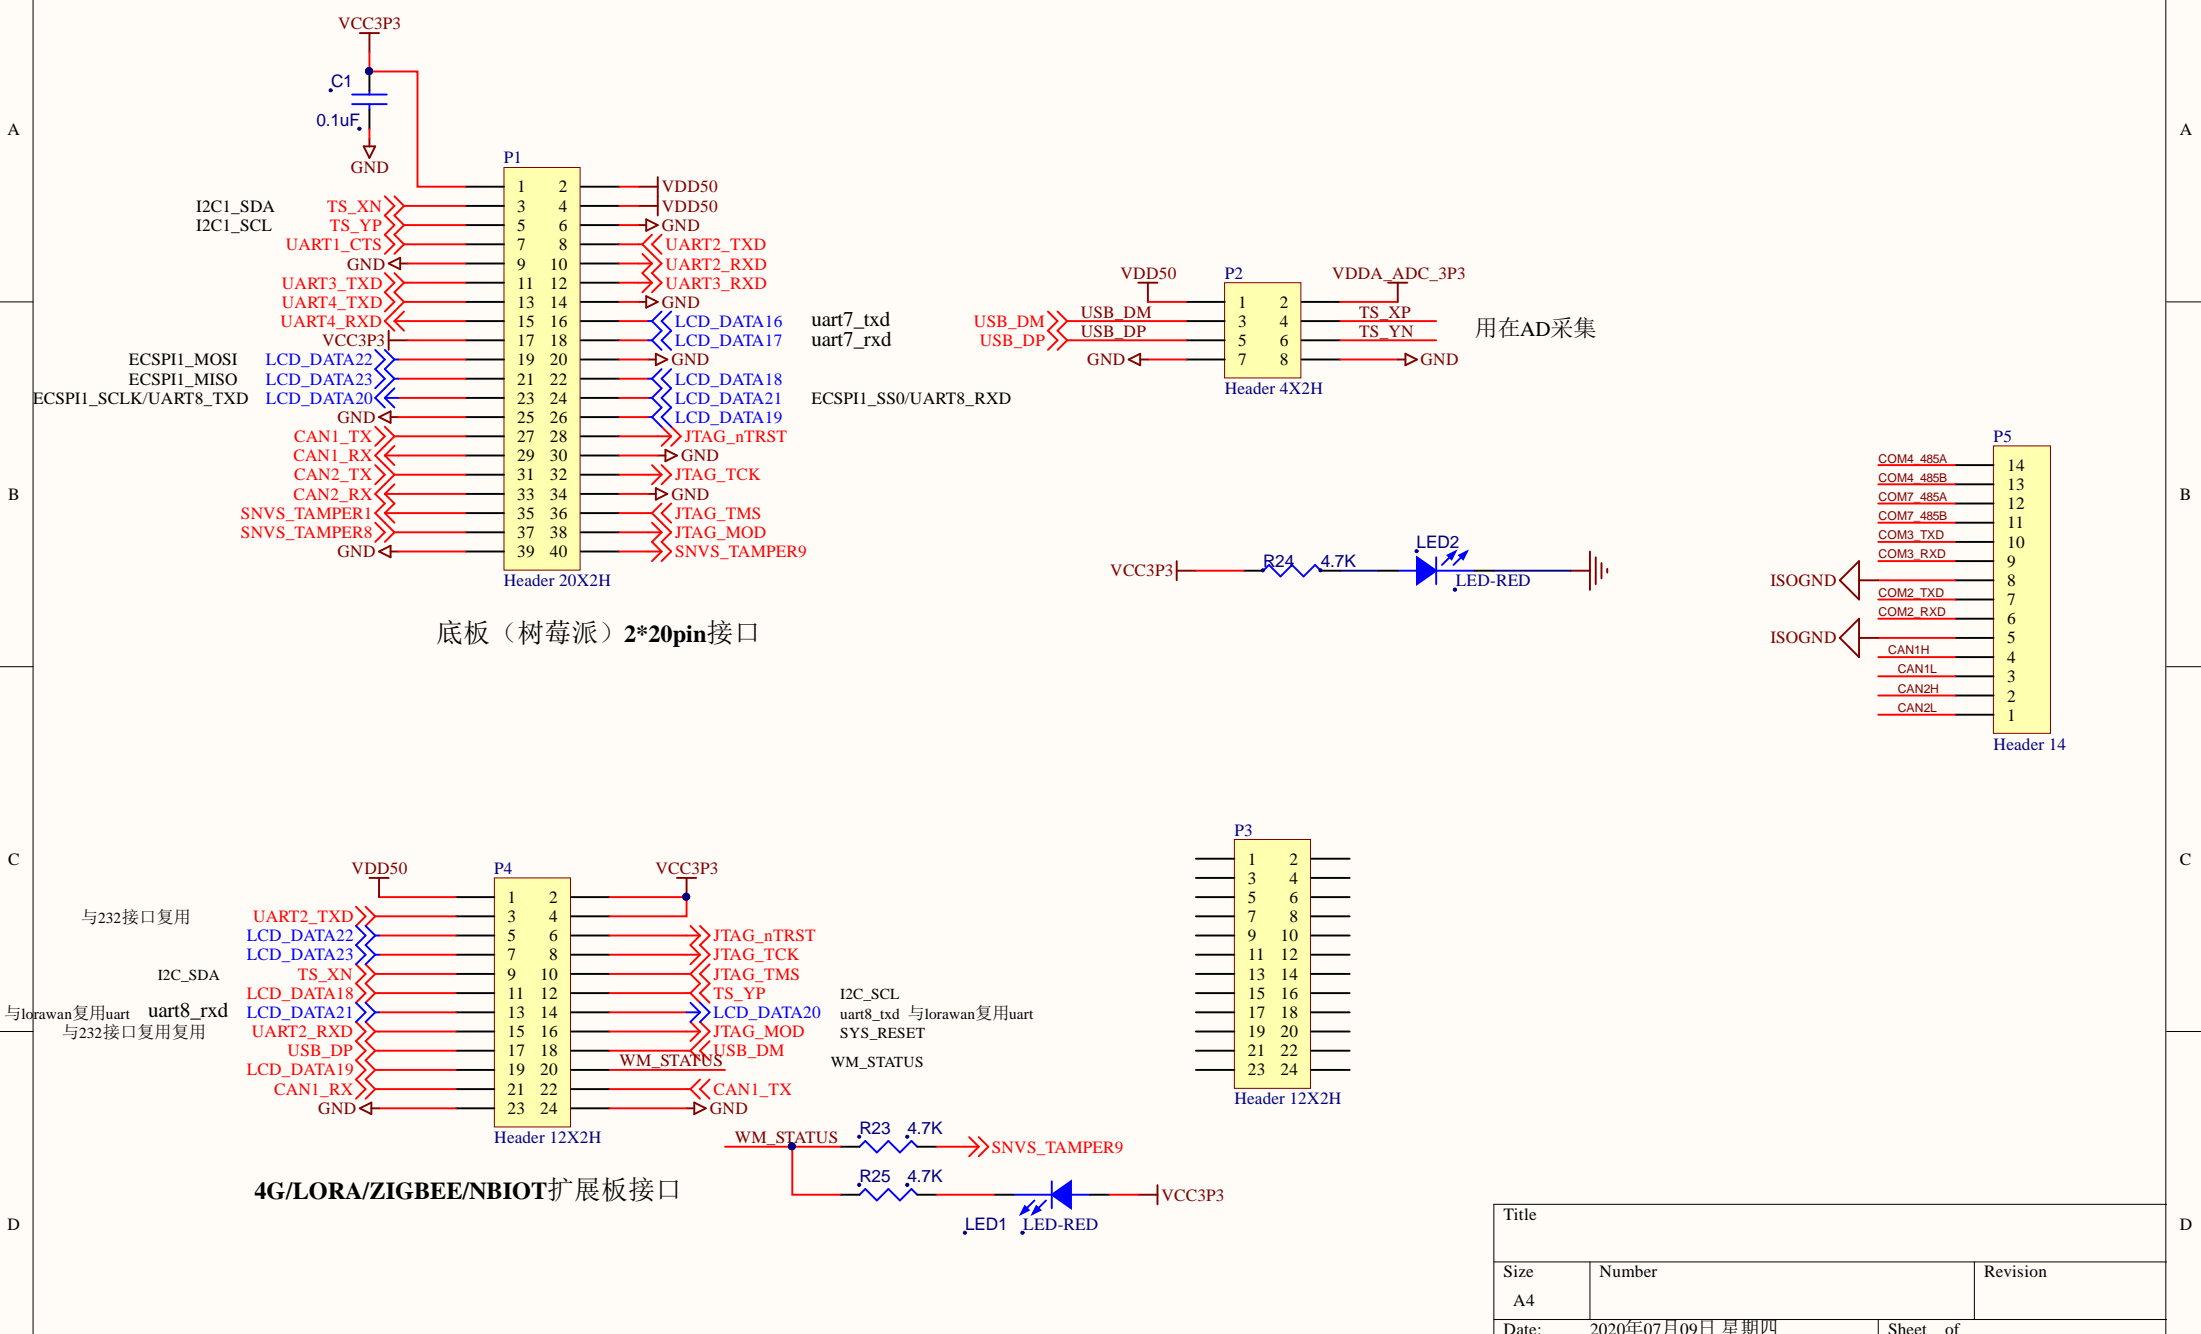 VCC3P3
C1
0.1uF
GND
P1
1 2 VDD50
I2C1_SDA TS_XN 3 4 VDD50
I2C1_SCL TS_YP 5 6 GND
UART1_CTS 7 8 UART2_TXD
GND 9 10 UART2_RXD
UART3_TXD 11 12 UART3_RXD
UART4_TXD 13 14 GND
UART4_RXD 15 16 LCD_DATA16 uart7_txd
VCC3P3 17 18 LCD_DATA17 uart7_rxd
ECSPI1_MOSI LCD_DATA22 19 20 GND
ECSPI1_MISO LCD_DATA23 21 22 LCD_DATA18
ECSPI1_SCLK/UART8_TXD LCD_DATA20 23 24 LCD_DATA21 ECSPI1_SS0/UART8_RXD
GND 25 26 LCD_DATA19
CAN1_TX 27 28 JTAG_nTRST
CAN1_RX 29 30 GND
CAN2_TX 31 32 JTAG_TCK
CAN2_RX 33 34 GND
SNVS_TAMPER1 35 36 JTAG_TMS
SNVS_TAMPER8 37 38 JTAG_MOD
GND 39 40 SNVS_TAMPER9
Header 20X2H
底板（树莓派）2*20pin接口
VDD50 P2 VDDA_ADC_3P3
1 2
USB_DM USB_DM 3 4 TS_XP
USB_DP USB_DP 5 6 TS_YN
GND 7 8 GND
Header 4X2H
用在AD采集
VCC3P3 R24 4.7K LED2
LED-RED
P5
COM4_485A 14
COM4_485B 13
COM7_485A 12
COM7_485B 11
COM3_TXD 10
COM3_RXD 9
ISOGND 8
COM2_TXD 7
COM2_RXD 6
ISOGND 5
CAN1H 4
CAN1L 3
CAN2H 2
CAN2L 1
Header 14
VDD50 P4 VCC3P3
1 2
与232接口复用 UART2_TXD 3 4
LCD_DATA22 5 6 JTAG_nTRST
LCD_DATA23 7 8 JTAG_TCK
I2C_SDA TS_XN 9 10 JTAG_TMS
LCD_DATA18 11 12 TS_YP I2C_SCL
与lorawan复用uart uart8_rxd LCD_DATA21 13 14 LCD_DATA20 uart8_txd 与lorawan复用uart
与232接口复用复用 UART2_RXD 15 16 JTAG_MOD SYS_RESET
USB_DP 17 18 USB_DM
LCD_DATA19 19 20 WM_STATUS WM_STATUS
CAN1_RX 21 22 CAN1_TX
GND 23 24 GND
Header 12X2H
4G/LORA/ZIGBEE/NBIOT扩展板接口
WM_STATUS R23 4.7K SNVS_TAMPER9
R25 4.7K VCC3P3
LED1 LED-RED
P3
1 2
3 4
5 6
7 8
9 10
11 12
13 14
15 16
17 18
19 20
21 22
23 24
Header 12X2H
A A
B B
C C
D D
Title
Size Number Revision
A4
Date: 2020年07月09日 星期四 Sheet of